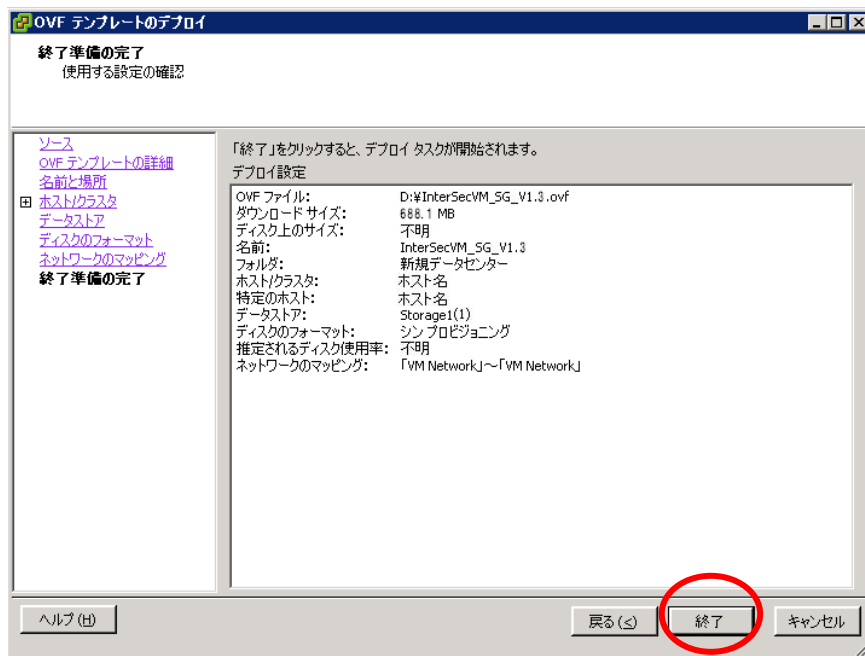 OVF テンプレートのデプロイ
終了準備の完了
使用する設定の確認
ソース
OVF テンプレートの詳細
名前と場所
ホスト/クラスタ
データストア
ディスクのフォーマット
ネットワークのマッピング
終了準備の完了
「終了」をクリックすると、デプロイ タスクが開始されます。
デプロイ設定
OVF ファイル: D:¥InterSecVM_SG_V1.3.ovf
ダウンロード サイズ: 688.1 MB
ディスク上のサイズ: 不明
名前: InterSecVM_SG_V1.3
フォルダ: 新規データセンター
ホスト/クラスタ: ホスト名
特定のホスト: ホスト名
データストア: Storage1(1)
ディスクのフォーマット: シン プロビジョニング
推定されるディスク使用率: 不明
ネットワークのマッピング: 「VM Network」～「VM Network」
ヘルプ(H) 戻る(<) 終了 キャンセル